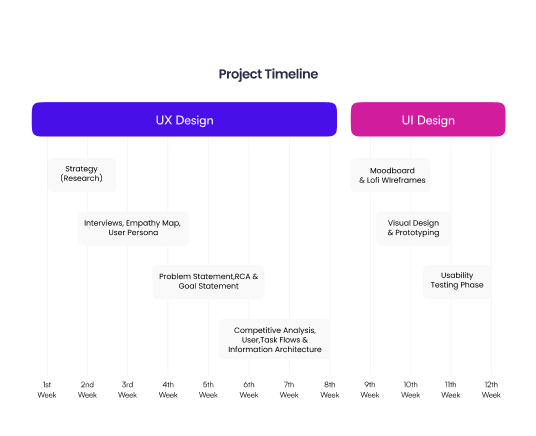 Project Timeline
UX Design
UI Design
Strategy
(Research)
Moodboard
& Lofi WIreframes
Interviews, Empathy Map,
User Persona
Visual Design
& Prototyping
Problem Statement,RCA &
Goal Statement
Usability
Testing Phase
Competitive Analysis,
User,Task Flows &
Information Architecture
1st
Week
2nd
Week
3rd
Week
4th
Week
5th
Week
6th
Week
7th
Week
8th
Week
9th
Week
10th
Week
11th
Week
12th
Week